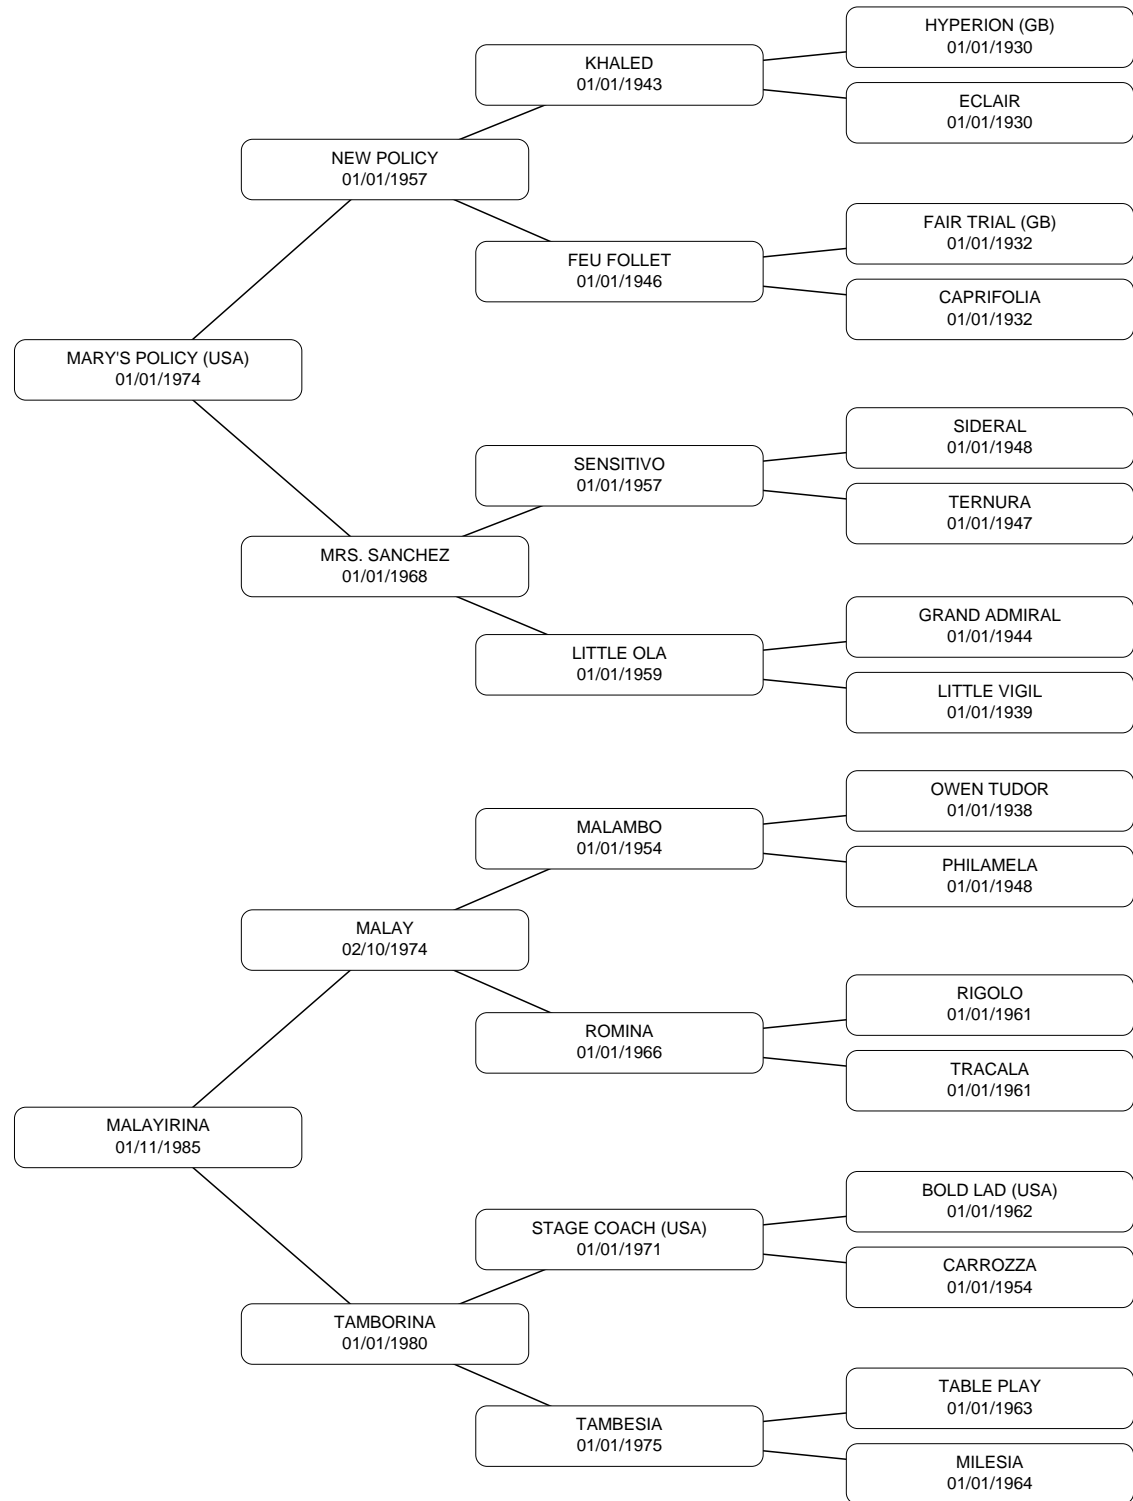 HYPERION (GB)
01/01/1930
KHALED
01/01/1943
ECLAIR
01/01/1930
NEW POLICY
01/01/1957
FAIR TRIAL (GB)
01/01/1932
FEU FOLLET
01/01/1946
CAPRIFOLIA
01/01/1932
MARY'S POLICY (USA)
01/01/1974
SIDERAL
01/01/1948
SENSITIVO
01/01/1957
TERNURA
01/01/1947
MRS. SANCHEZ
01/01/1968
GRAND ADMIRAL
01/01/1944
LITTLE OLA
01/01/1959
LITTLE VIGIL
01/01/1939
OWEN TUDOR
01/01/1938
MALAMBO
01/01/1954
PHILAMELA
01/01/1948
MALAY
02/10/1974
RIGOLO
01/01/1961
ROMINA
01/01/1966
TRACALA
01/01/1961
MALAYIRINA
01/11/1985
BOLD LAD (USA)
01/01/1962
STAGE COACH (USA)
01/01/1971
CARROZZA
01/01/1954
TAMBORINA
01/01/1980
TABLE PLAY
01/01/1963
TAMBESIA
01/01/1975
MILESIA
01/01/1964